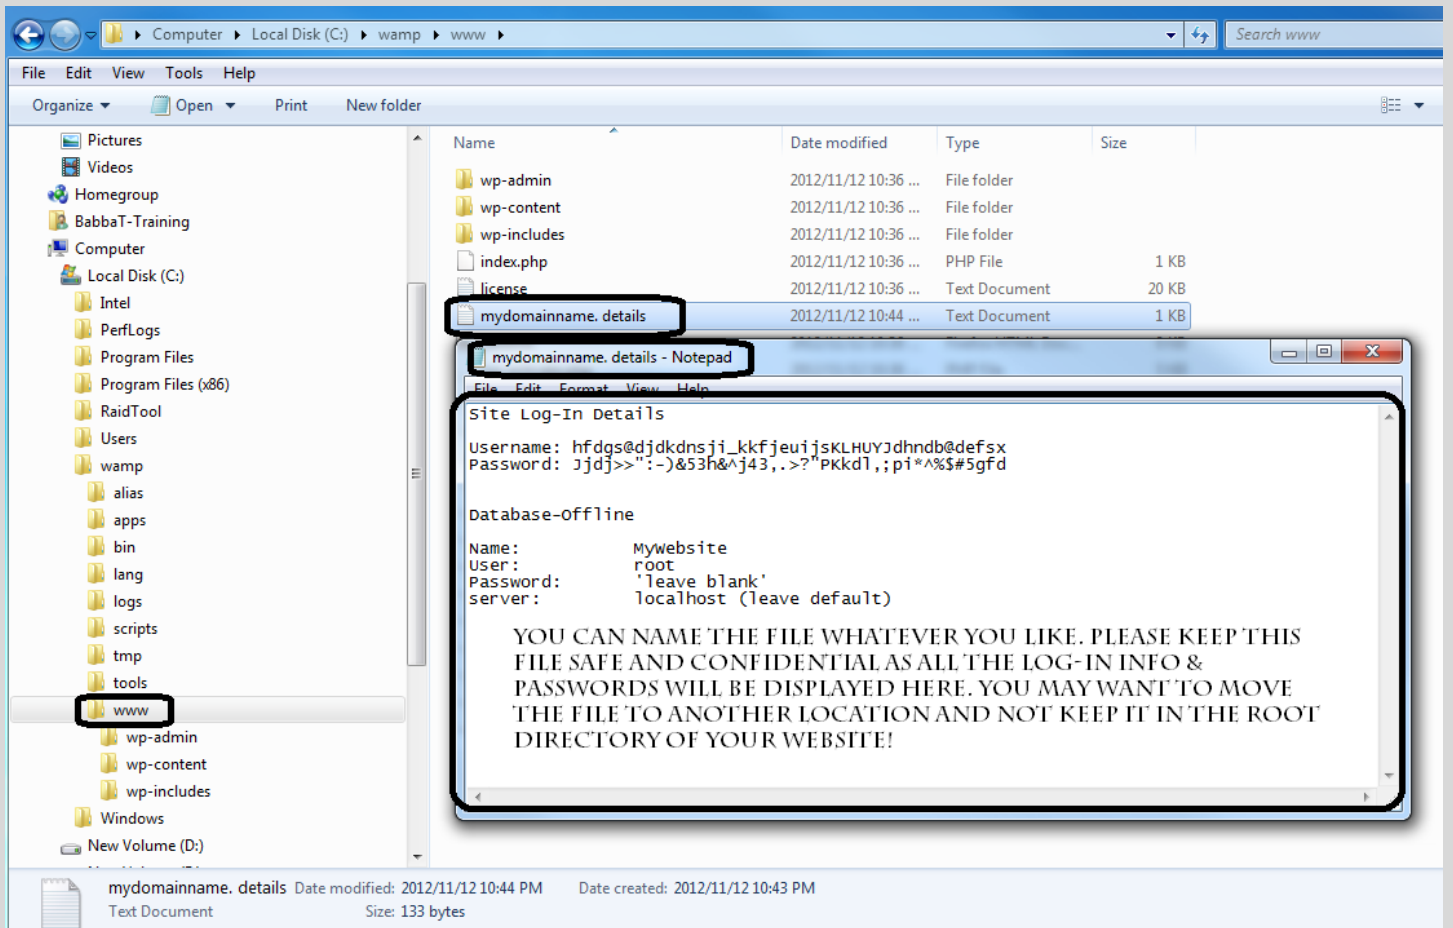 Computer Local Disk (C:) wamp www Search www
File Edit View Tools Help
Organize Open Print New folder
Pictures
Videos
Homegroup
BabbaT-Training
Computer
Local Disk (C:)
Intel
PerfLogs
Program Files
Program Files (x86)
RaidTool
Users
wamp
alias
apps
bin
lang
logs
scripts
tmp
tools
www
wp-admin
wp-content
wp-includes
Windows
New Volume (D:)
Name Date modified Type Size
wp-admin 2012/11/12 10:36 ... File folder
wp-content 2012/11/12 10:36 ... File folder
wp-includes 2012/11/12 10:36 ... File folder
index.php 2012/11/12 10:36 ... PHP File 1 KB
license 2012/11/12 10:36 ... Text Document 20 KB
mydomainname. details 2012/11/12 10:44 ... Text Document 1 KB
mydomainname. details - Notepad
File Edit Format View Help
Site Log-In Details
Username: hfdgs@djdkdnsji_kkfjeuijsKLHUYJdhndb@defsx
Password: Jjdj>>":-)&53h&^j43,.>?"PKkdl,;pi*^%$#5gfd
Database-Offline
Name: MyWebsite
User: root
Password: 'leave blank'
server: localhost (leave default)
YOU CAN NAME THE FILE WHATEVER YOU LIKE. PLEASE KEEP THIS
FILE SAFE AND CONFIDENTIAL AS ALL THE LOG-IN INFO &
PASSWORDS WILL BE DISPLAYED HERE. YOU MAY WANT TO MOVE
THE FILE TO ANOTHER LOCATION AND NOT KEEP IT IN THE ROOT
DIRECTORY OF YOUR WEBSITE!
mydomainname. details Date modified: 2012/11/12 10:44 PM Date created: 2012/11/12 10:43 PM
Text Document Size: 133 bytes